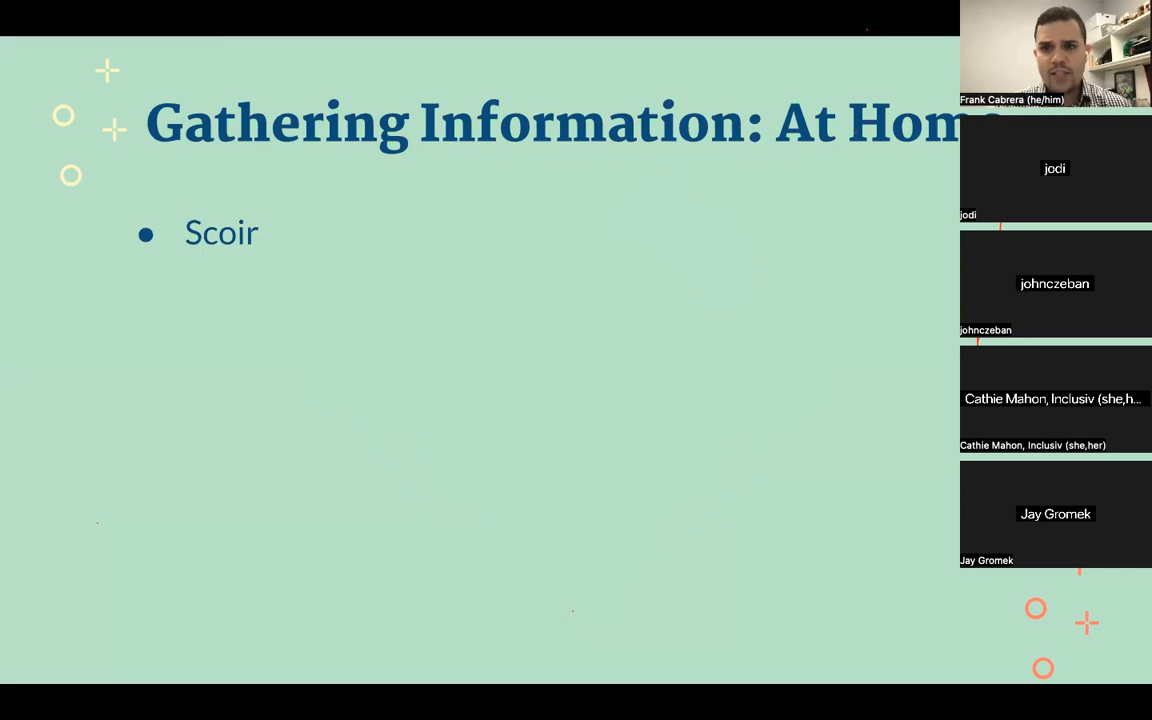 Gathering Information: At Home
● Scoir
Frank Cabrera (he/him)
jodi
jodi
johnczeban
johnczeban
Cathie Mahon, Inclusiv (she,h...
Cathie Mahon, Inclusiv (she,her)
Jay Gromek
Jay Gromek